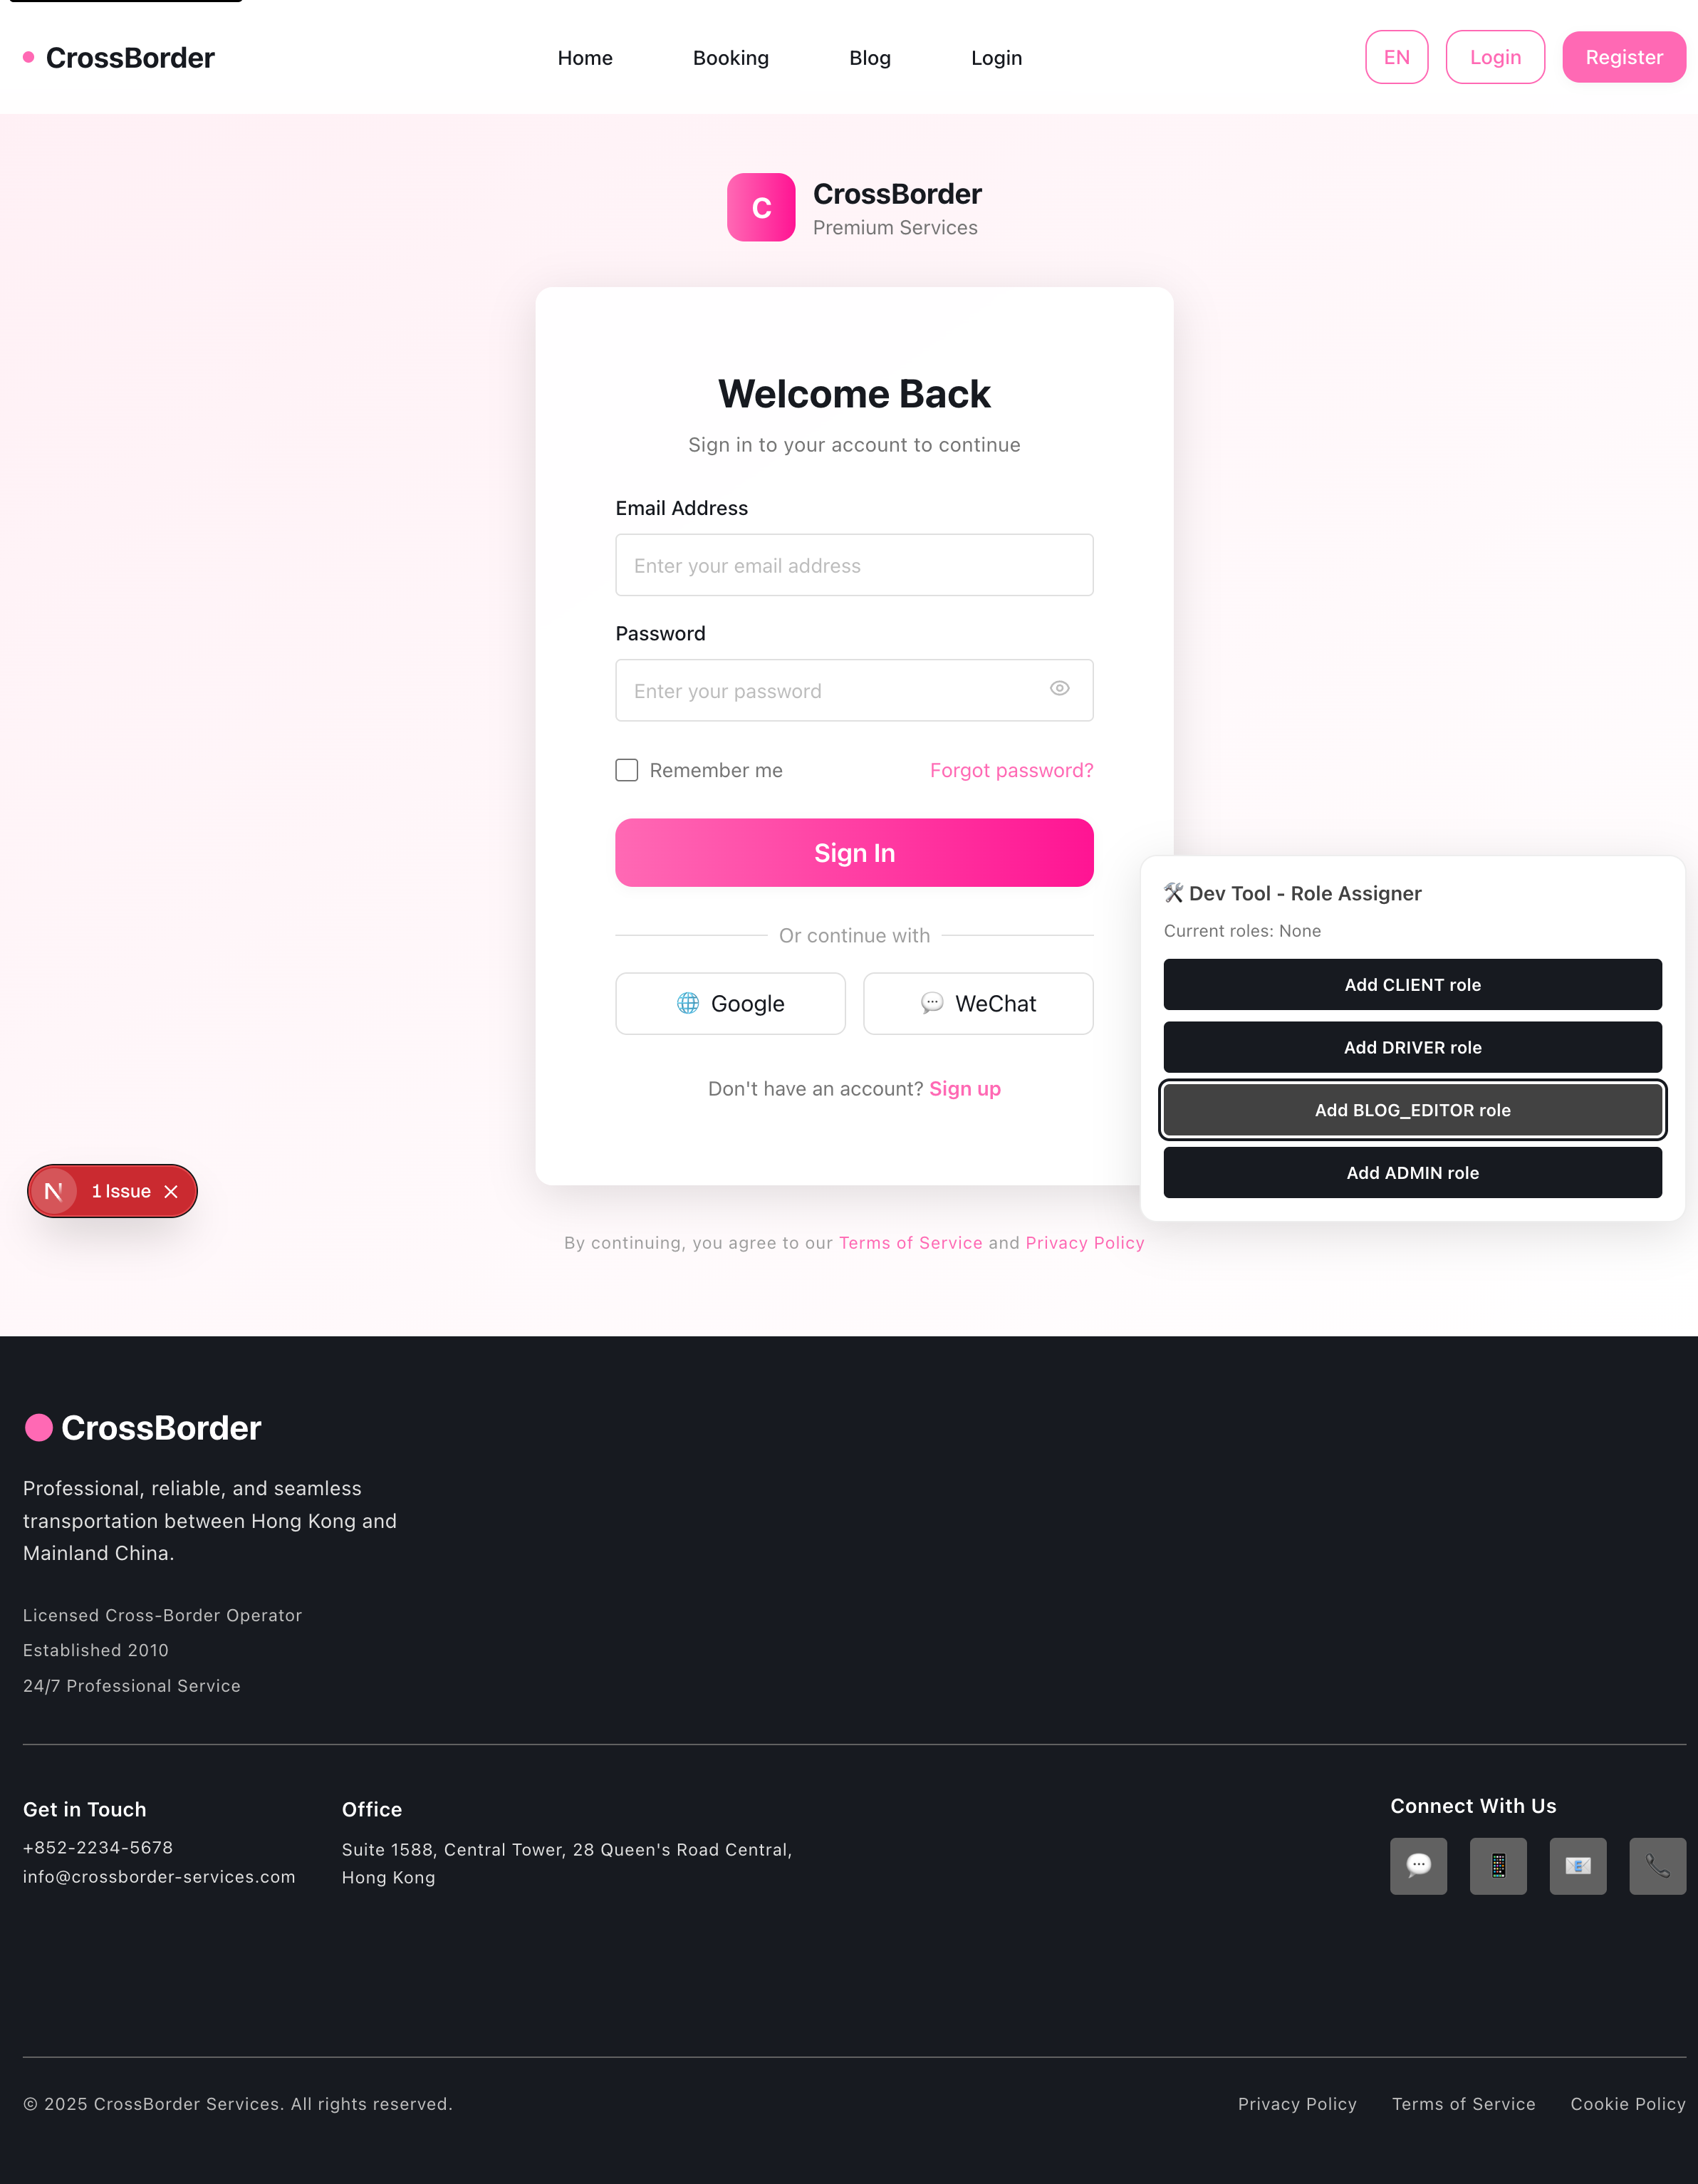 CrossBorder
Home
Booking
Blog
Login
EN
Login
Register
C
CrossBorder
Premium Services
Welcome Back
Sign in to your account to continue
Email Address
Enter your email address
Password
Enter your password
Remember me
Forgot password?
Sign In
Or continue with
Google
WeChat
Don't have an account? Sign up
🛠 Dev Tool - Role Assigner
Current roles: None
Add CLIENT role
Add DRIVER role
Add BLOG_EDITOR role
Add ADMIN role
N
1 Issue
By continuing, you agree to our Terms of Service and Privacy Policy
CrossBorder
Professional, reliable, and seamless
transportation between Hong Kong and
Mainland China.
Licensed Cross-Border Operator
Established 2010
24/7 Professional Service
Get in Touch
+852-2234-5678
info@crossborder-services.com
Office
Suite 1588, Central Tower, 28 Queen's Road Central,
Hong Kong
Connect With Us
© 2025 CrossBorder Services. All rights reserved.
Privacy Policy
Terms of Service
Cookie Policy